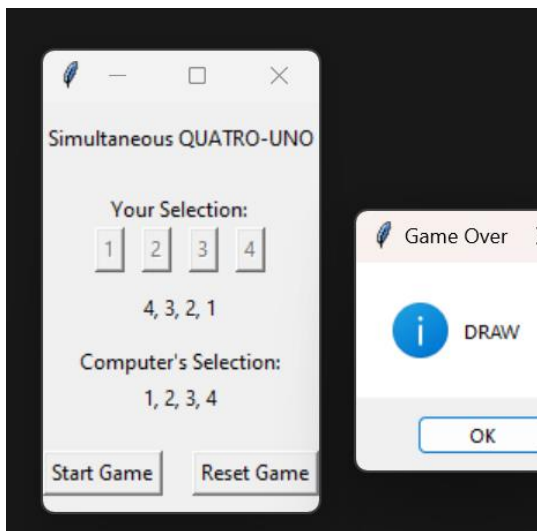 Simultaneous QUATRO-UNO
Your Selection:
1 2 3 4
4, 3, 2, 1
Computer's Selection:
1, 2, 3, 4
Start Game Reset Game
Game Over
DRAW
OK